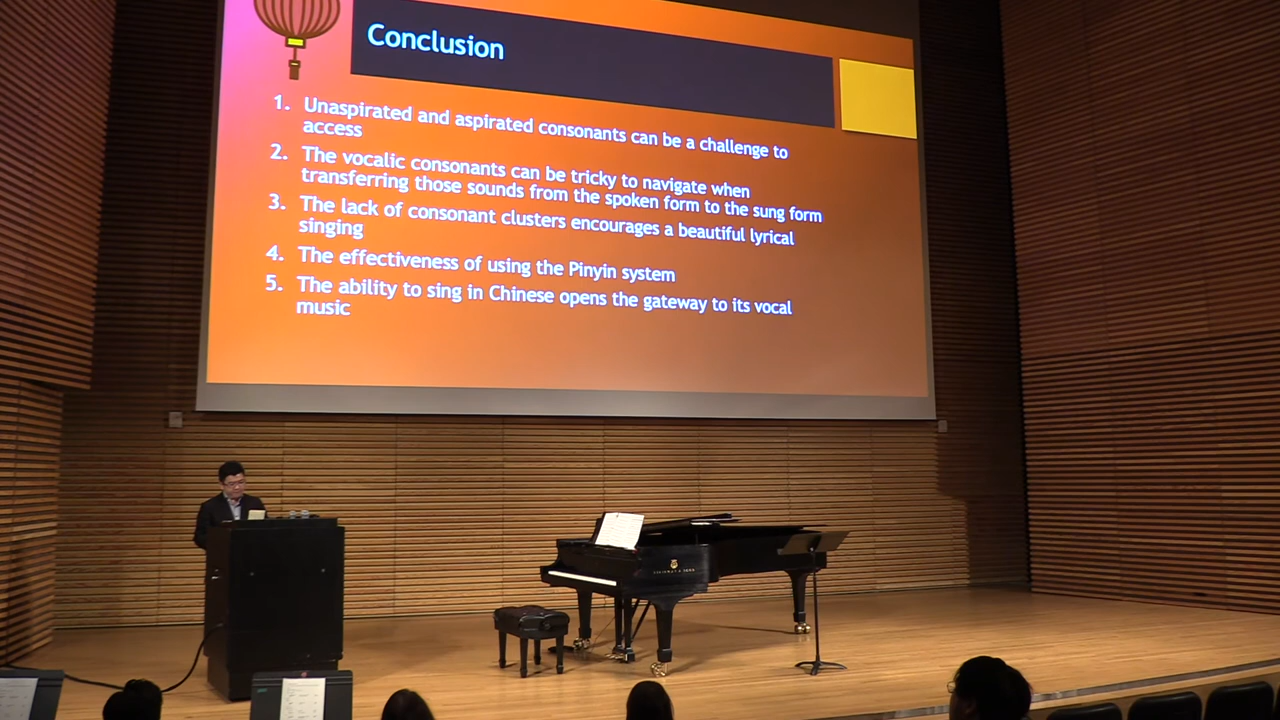 Conclusion
1. Unaspirated and aspirated consonants can be a challenge to
access
2. The vocalic consonants can be tricky to navigate when
transferring those sounds from the spoken form to the sung form
3. The lack of consonant clusters encourages a beautiful lyrical
singing
4. The effectiveness of using the Pinyin system
5. The ability to sing in Chinese opens the gateway to its vocal
music
STEINWAY & SONS